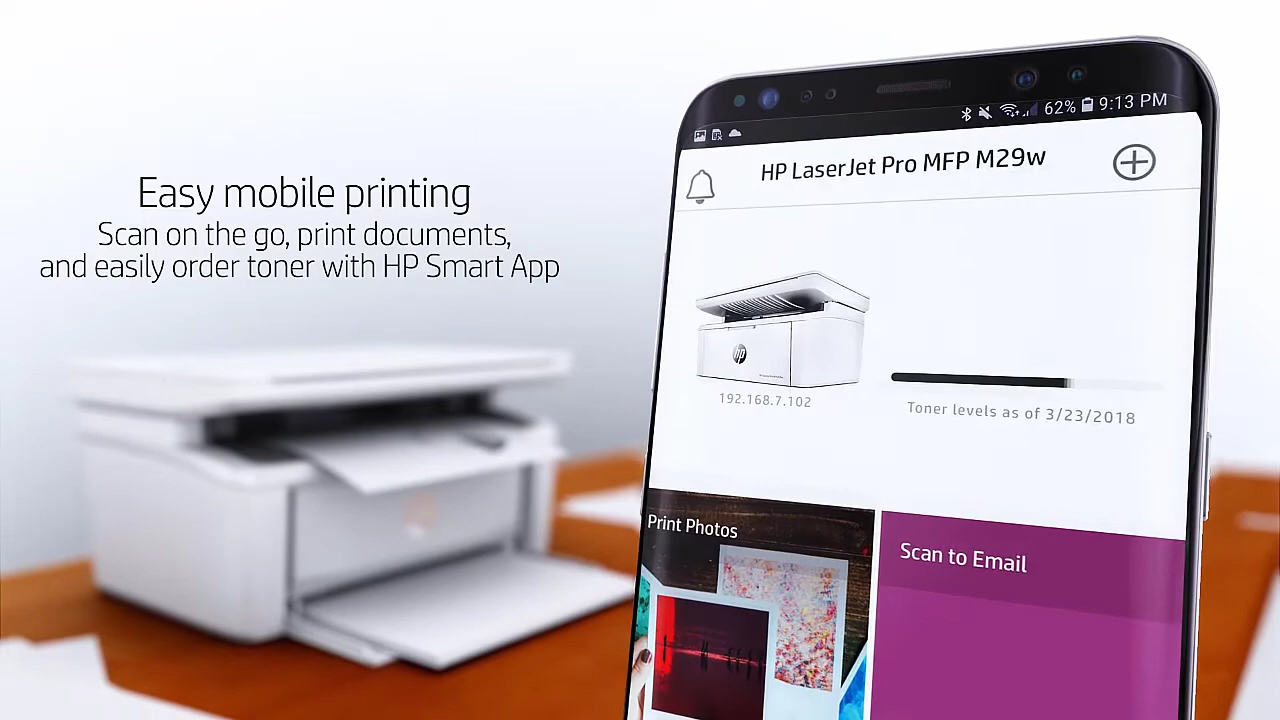 Easy mobile printing
Scan on the go, print documents,
and easily order toner with HP Smart App
62% 9:13 PM
HP LaserJet Pro MFP M29w
hp
192.168.7.102
Toner levels as of 3/23/2018
Print Photos
Scan to Email